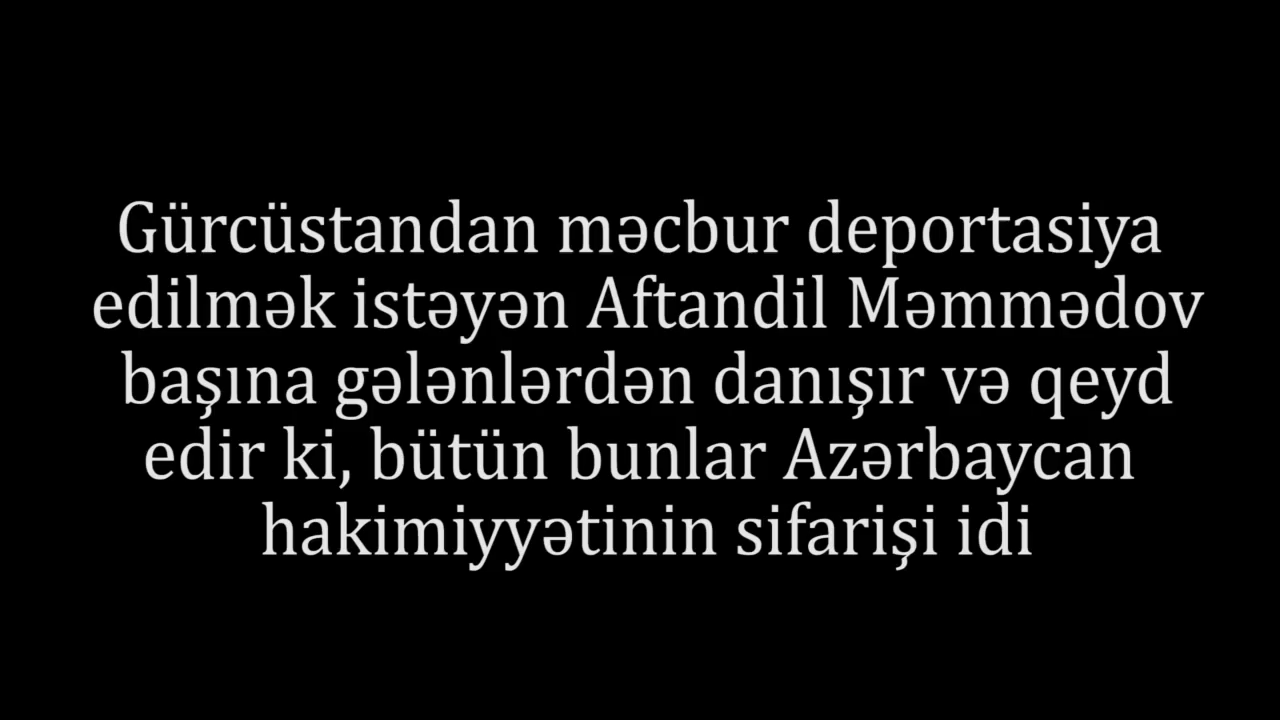 Gürcüstandan məcbur deportasiya
edilmək istəyən Aftandil Məmmədov
başına gələnlərdən danışır və qeyd
edir ki, bütün bunlar Azərbaycan
hakimiyyətinin sifarişi idi